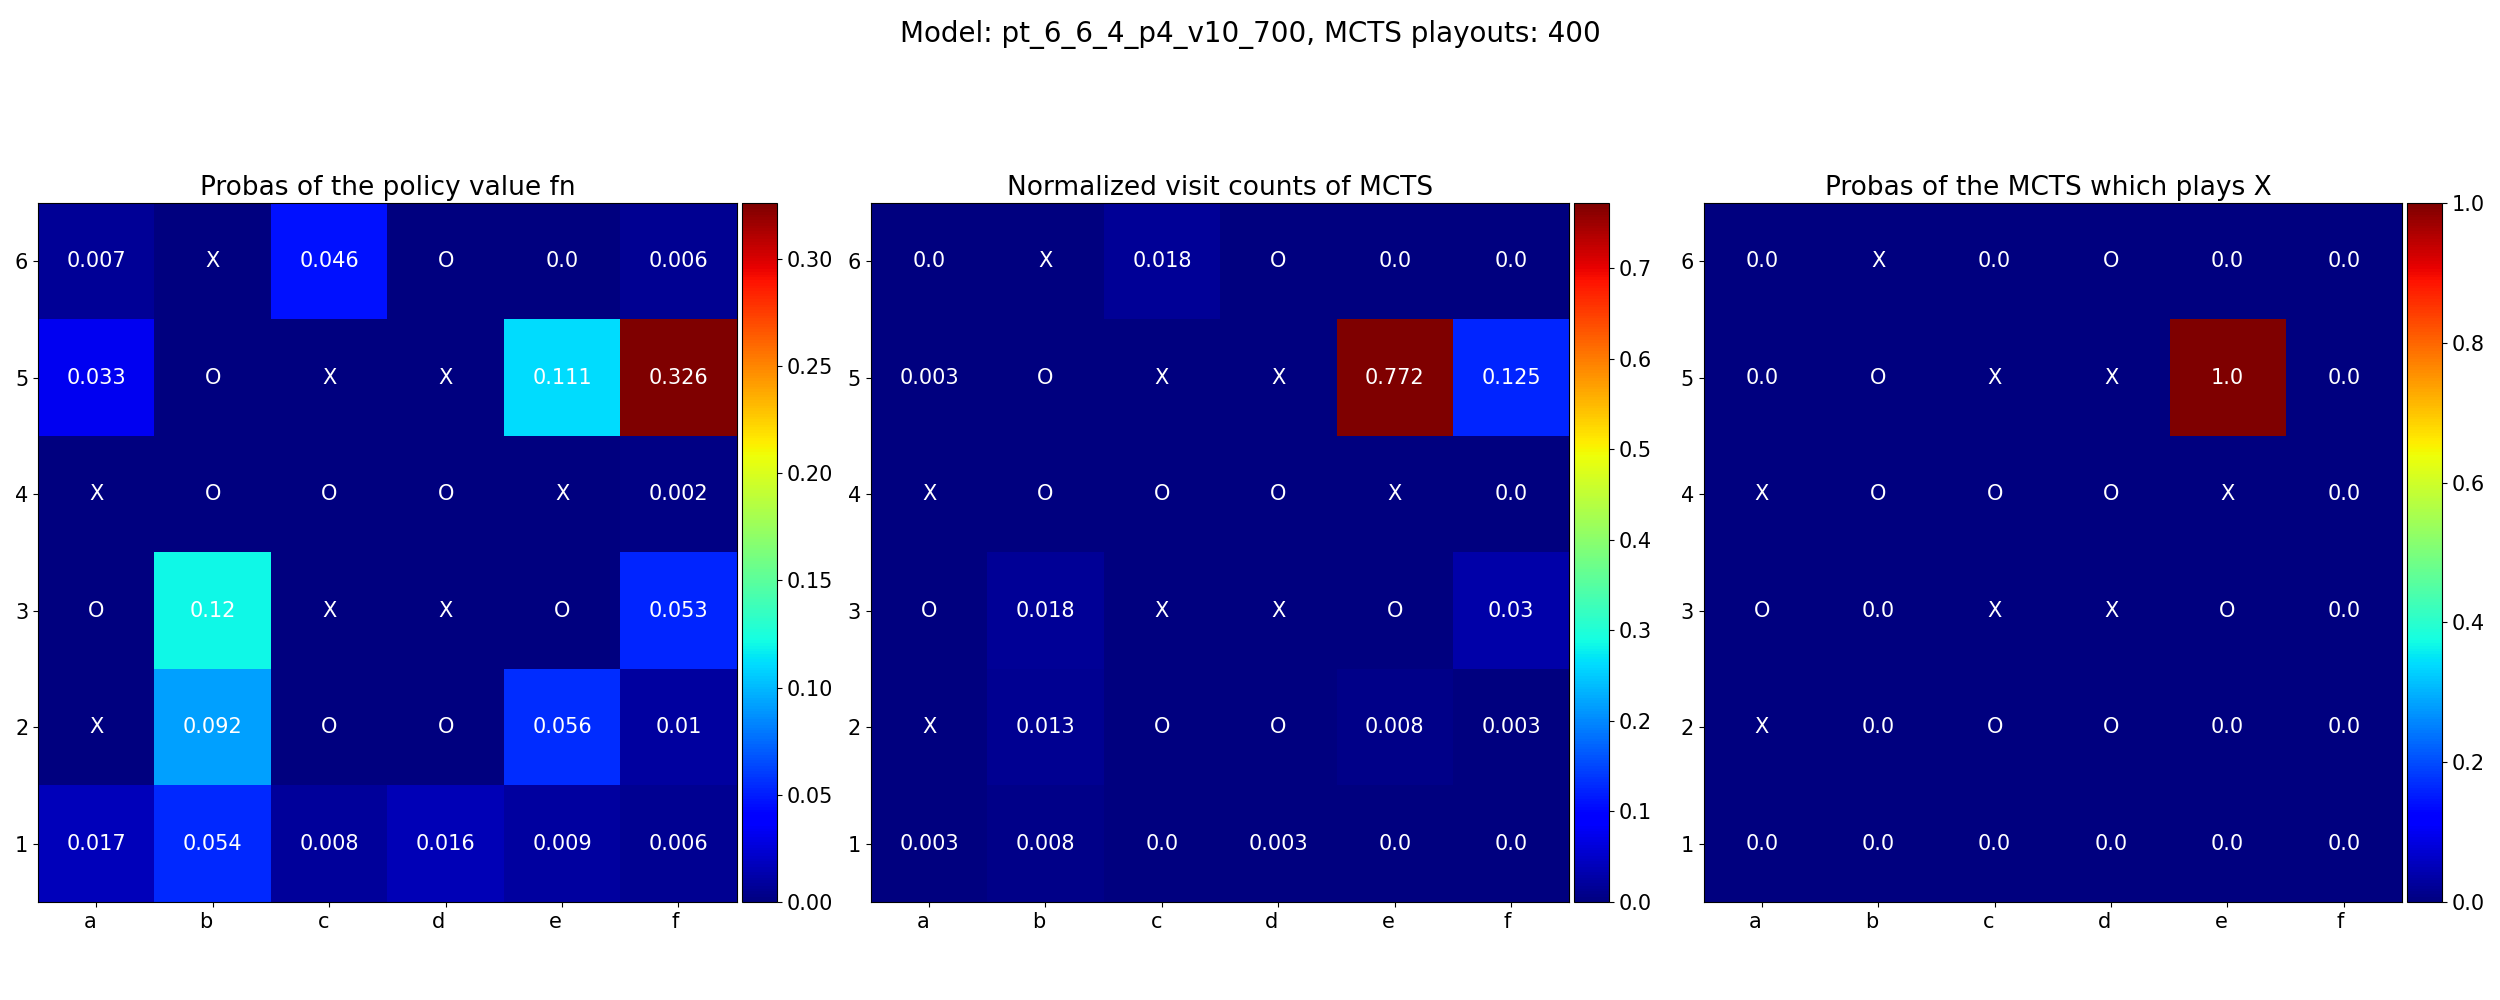 Model: pt_6_6_4_p4_v10_700, MCTS playouts: 400
Probas of the policy value fn
6 0.007 X 0.046 O 0.0 0.006
5 0.033 O X X 0.111 0.326
4 X O O O X 0.002
3 O 0.12 X X O 0.053
2 X 0.092 O O 0.056 0.01
1 0.017 0.054 0.008 0.016 0.009 0.006
a b c d e f
0.30
0.25
0.20
0.15
0.10
0.05
0.00
Normalized visit counts of MCTS
6 0.0 X 0.018 O 0.0 0.0
5 0.003 O X X 0.772 0.125
4 X O O O X 0.0
3 O 0.018 X X O 0.03
2 X 0.013 O O 0.008 0.003
1 0.003 0.008 0.0 0.003 0.0 0.0
a b c d e f
0.7
0.6
0.5
0.4
0.3
0.2
0.1
0.0
Probas of the MCTS which plays X
6 0.0 X 0.0 O 0.0 0.0
5 0.0 O X X 1.0 0.0
4 X O O O X 0.0
3 O 0.0 X X O 0.0
2 X 0.0 O O 0.0 0.0
1 0.0 0.0 0.0 0.0 0.0 0.0
a b c d e f
1.0
0.8
0.6
0.4
0.2
0.0